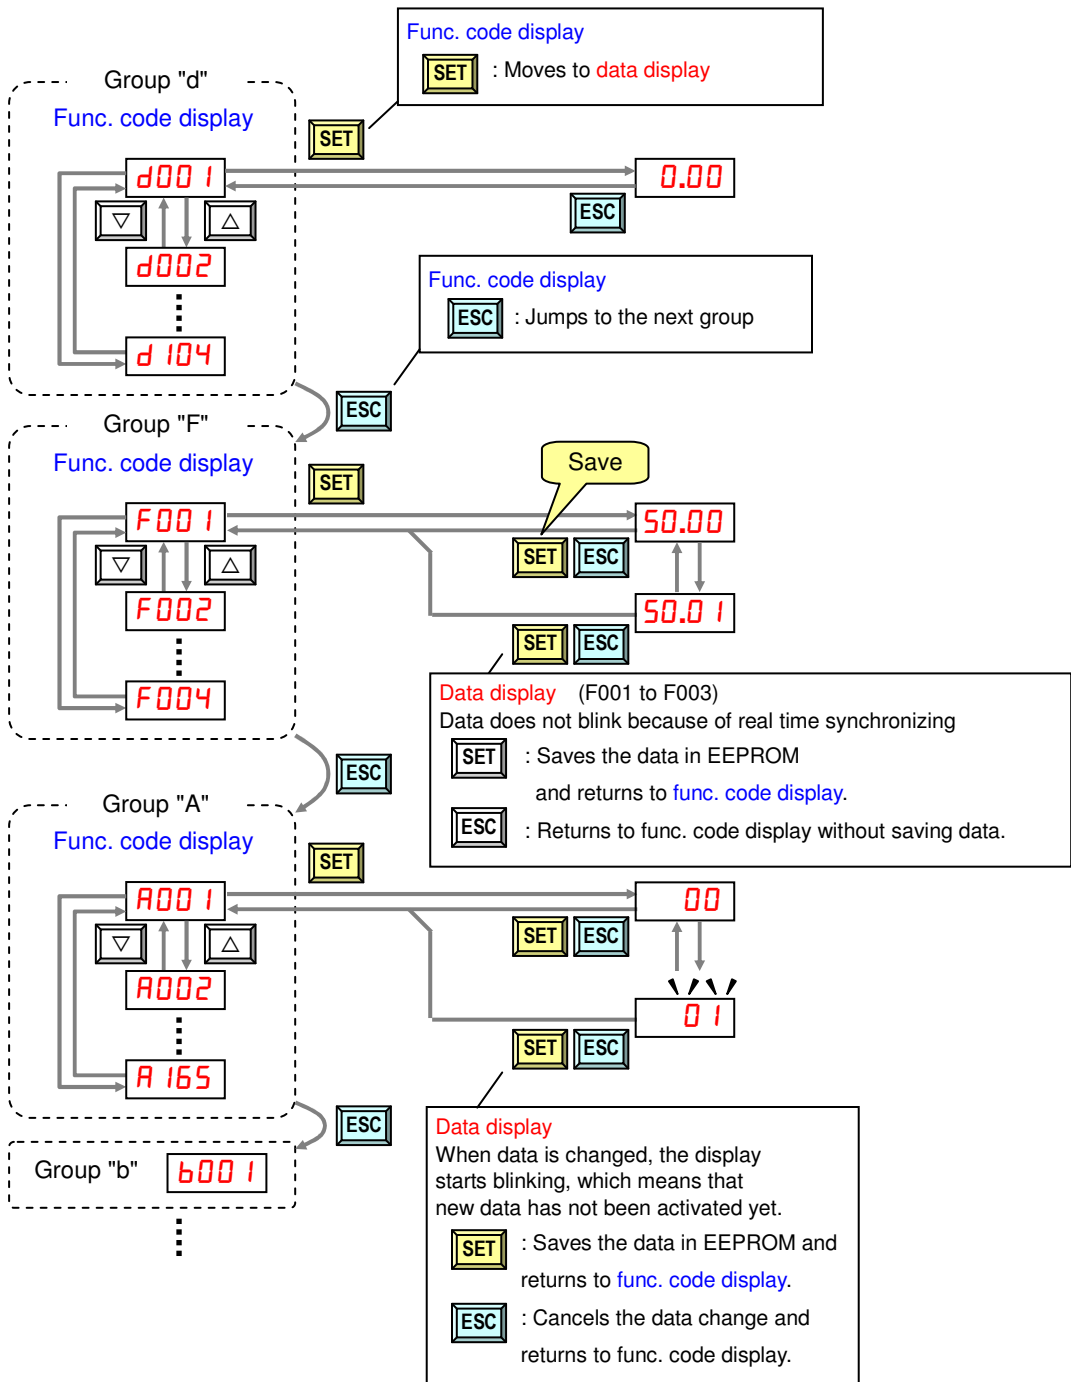 Func. code display
SET : Moves to data display
Group "d"
Func. code display
SET
d001
0.00
▽ △
ESC
d002
Func. code display
ESC : Jumps to the next group
d104
ESC
Group "F"
Func. code display
Save
SET
F001
50.00
▽ △
SET ESC
F002
50.01
SET ESC
F004
Data display (F001 to F003)
Data does not blink because of real time synchronizing
SET : Saves the data in EEPROM
and returns to func. code display.
ESC : Returns to func. code display without saving data.
ESC
Group "A"
Func. code display
SET
A001
00
▽ △
SET ESC
A002
01
SET ESC
A165
ESC
Group "b" b001
Data display
When data is changed, the display
starts blinking, which means that
new data has not been activated yet.
SET : Saves the data in EEPROM and
returns to func. code display.
ESC : Cancels the data change and
returns to func. code display.